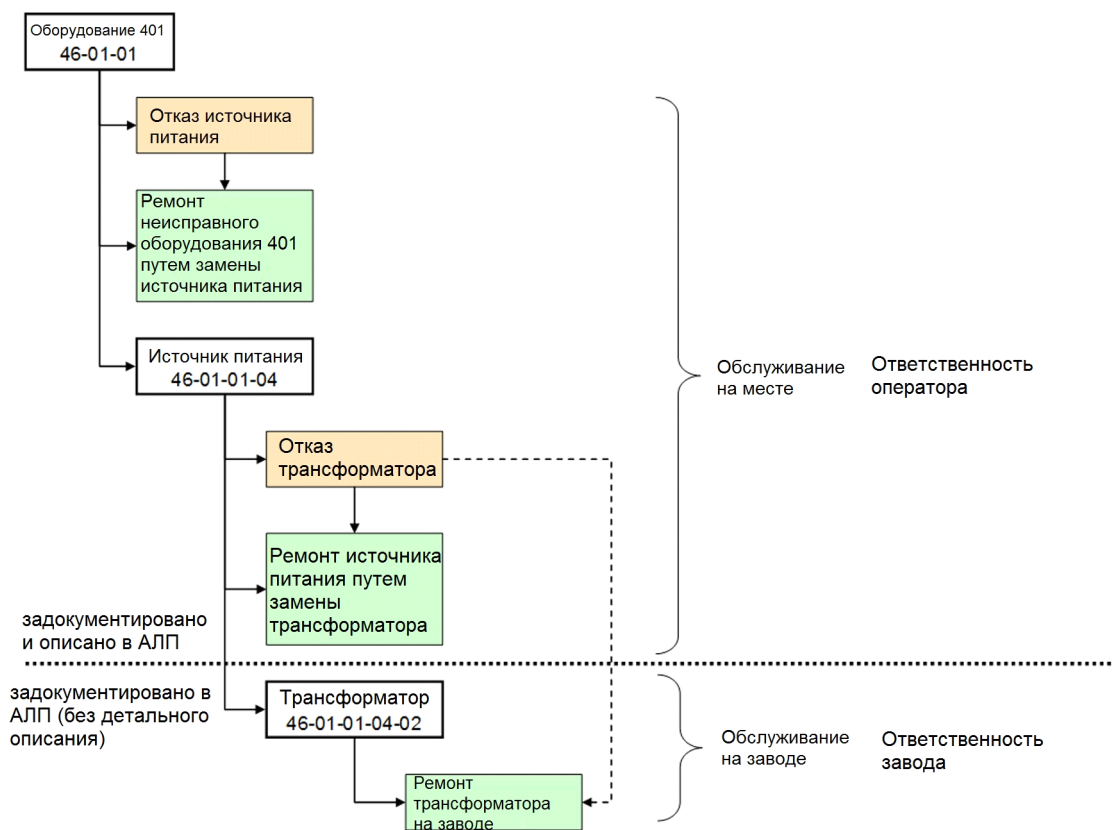 Оборудование 401
46-01-01
Отказ источника
питания
Ремонт
неисправного
оборудования 401
путем замены
источника питания
Источник питания
46-01-01-04
Обслуживание
на месте
Ответственность
оператора
Отказ
трансформатора
Ремонт источника
питания путем
замены
трансформатора
задокументировано
и описано в АЛП
задокументировано в
АЛП (без детального
описания)
Трансформатор
46-01-01-04-02
Обслуживание
на заводе
Ответственность
завода
Ремонт
трансформатора
на заводе